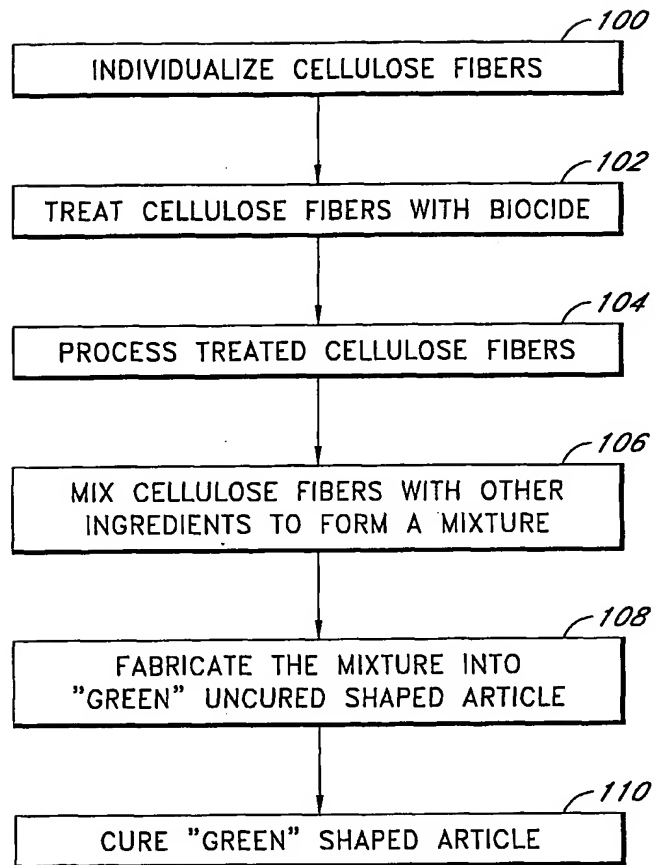 100
INDIVIDUALIZE CELLULOSE FIBERS
102
TREAT CELLULOSE FIBERS WITH BIOCIDE
104
PROCESS TREATED CELLULOSE FIBERS
106
MIX CELLULOSE FIBERS WITH OTHER
INGREDIENTS TO FORM A MIXTURE
108
FABRICATE THE MIXTURE INTO
"GREEN" UNCURED SHAPED ARTICLE
110
CURE "GREEN" SHAPED ARTICLE